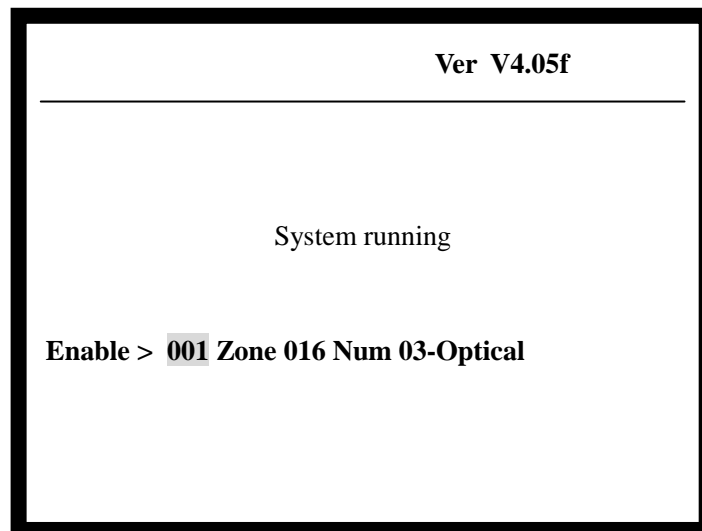 Ver V4.05f
System running
Enable > 001 Zone 016 Num 03-Optical